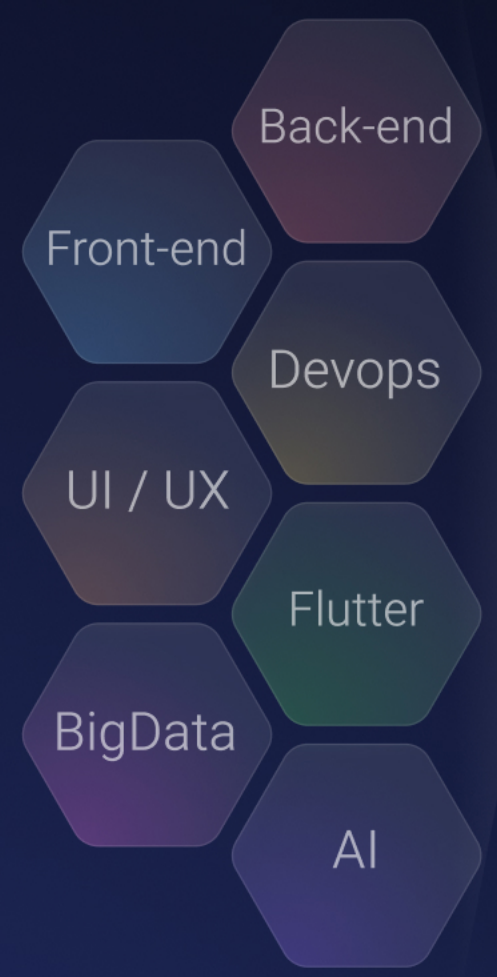 Back-end
Front-end
Devops
UI / UX
Flutter
BigData
AI